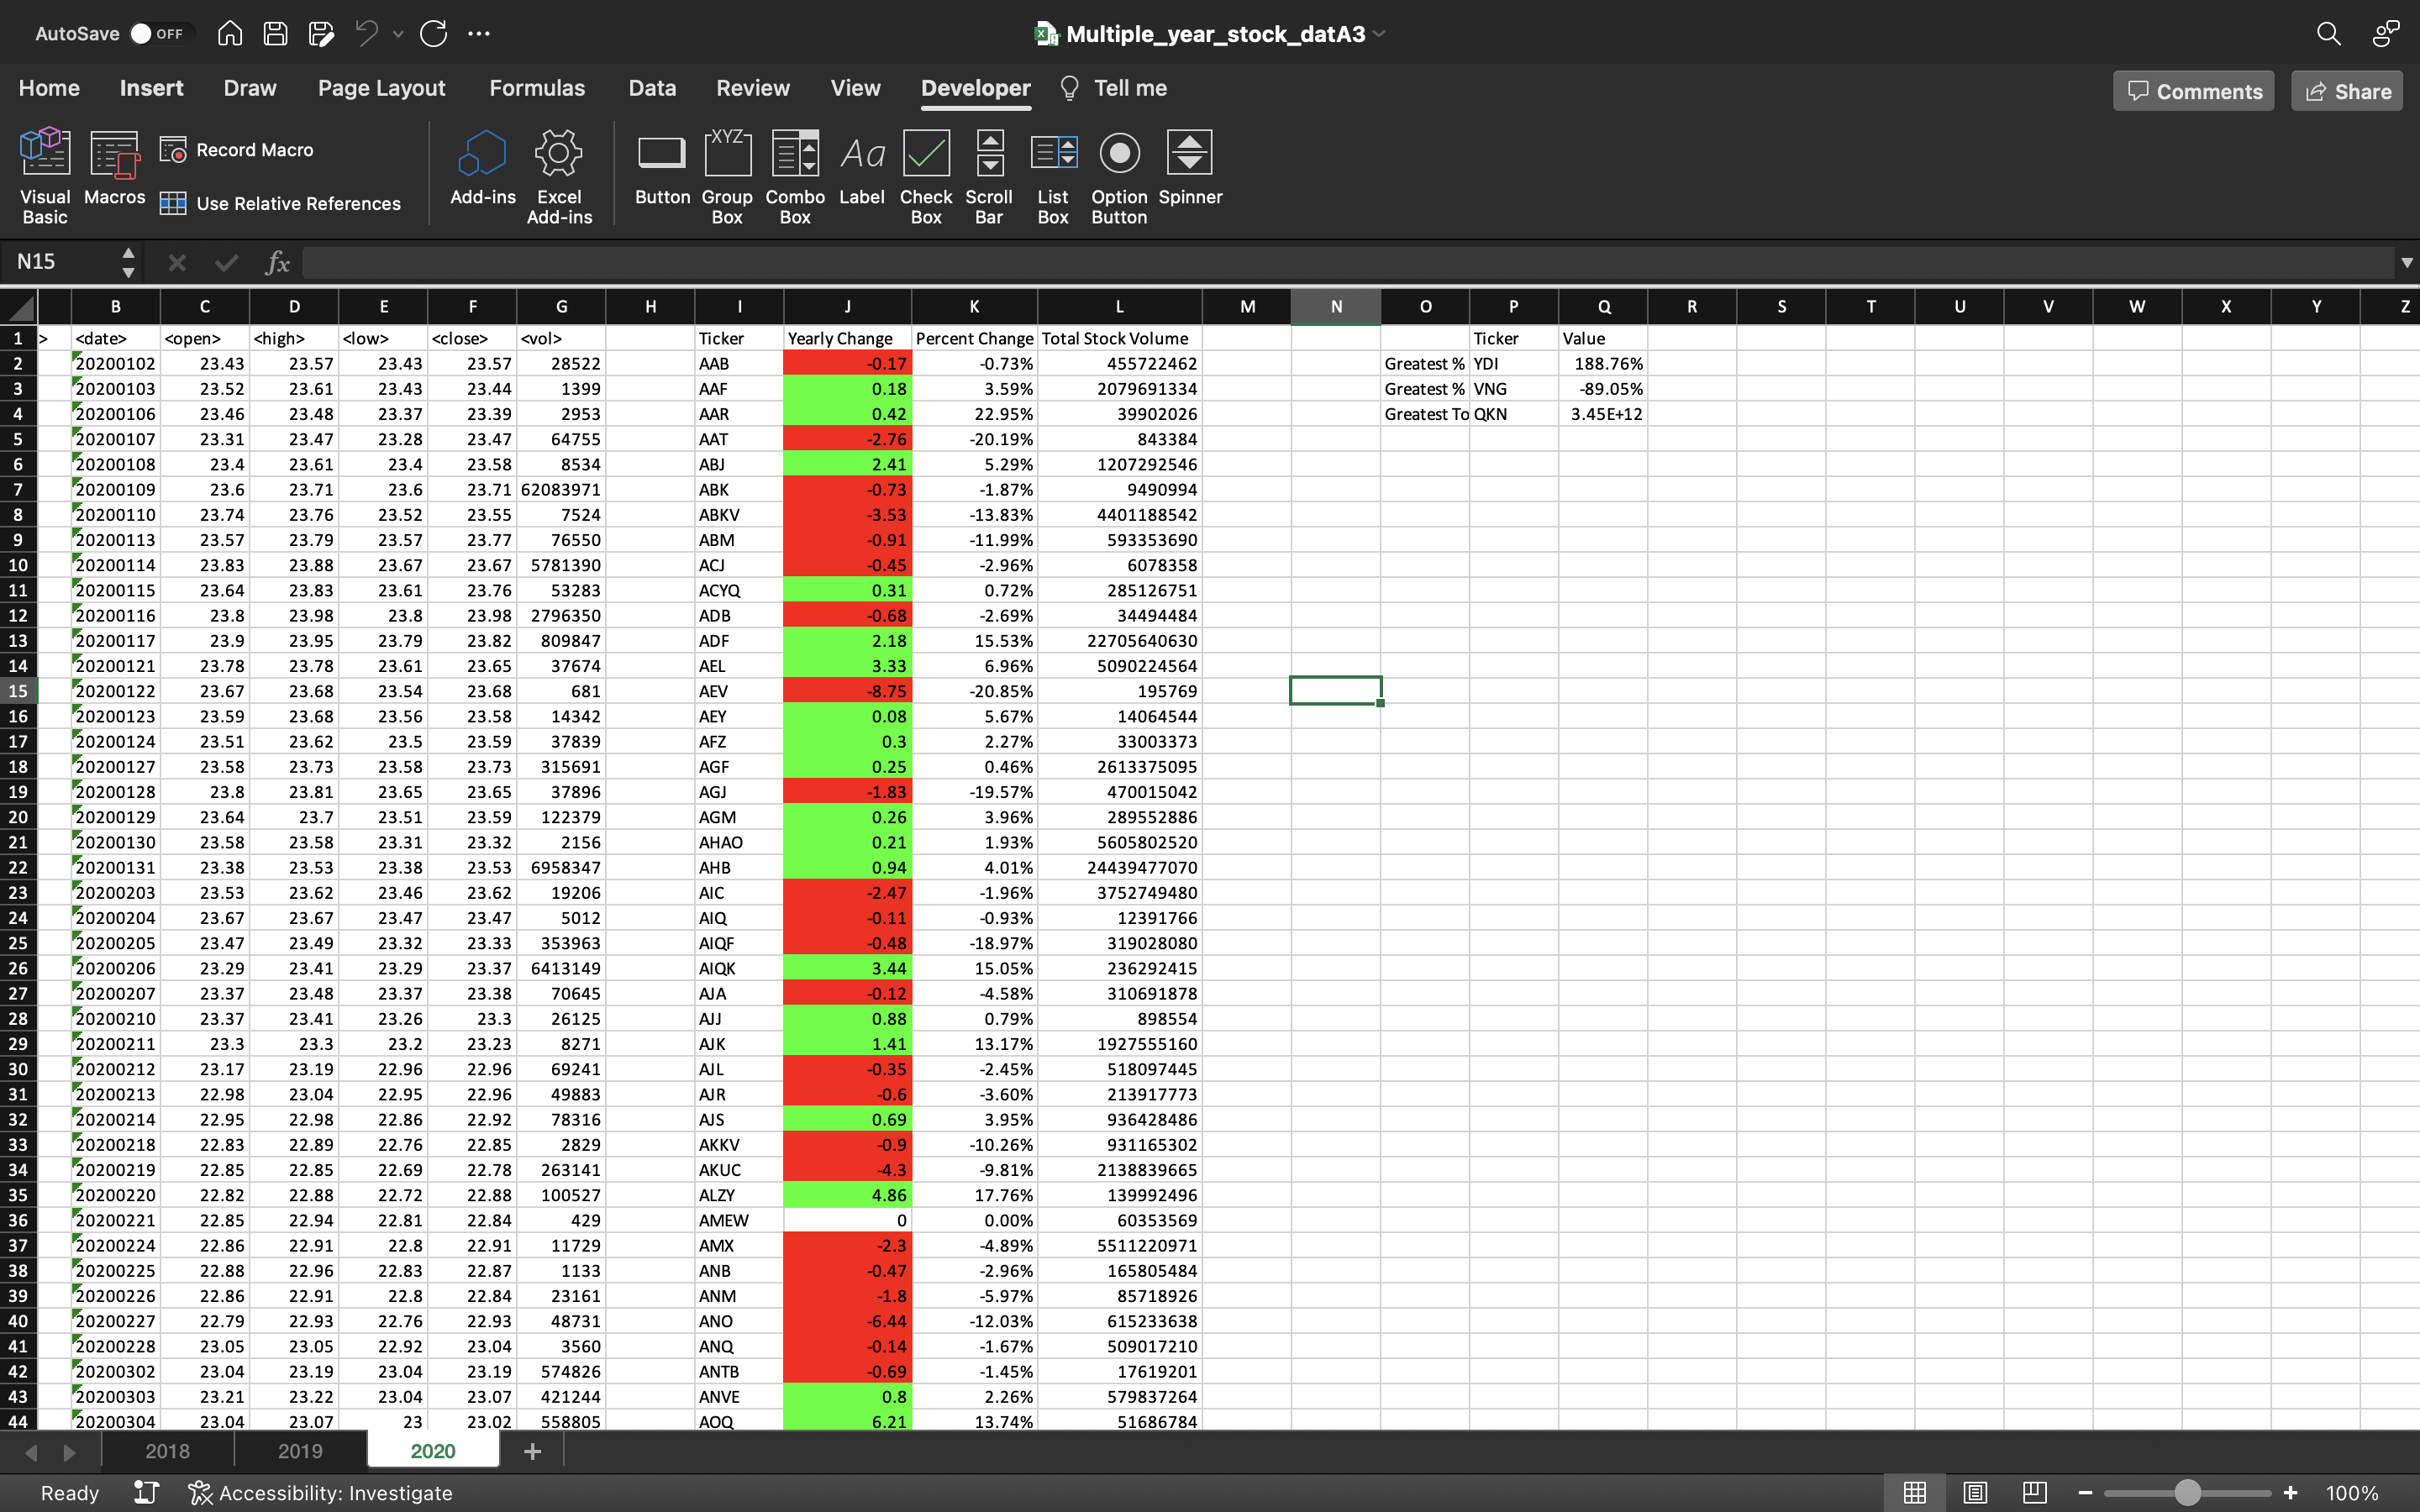 AutoSave OFF
Multiple_year_stock_datA3
Home Insert Draw Page Layout Formulas Data Review View Developer Tell me Comments Share
Visual Basic Macros Record Macro Use Relative References Add-ins Excel Add-ins Button Group Box Combo Box Label Check Box Scroll Bar List Box Option Button Spinner
N15 fx
B C D E F G H I J K L M N O P Q R S T U V W X Y Z
1 > <date> <open> <high> <low> <close> <vol> Ticker Yearly Change Percent Change Total Stock Volume Ticker Value
2 20200102 23.43 23.57 23.43 23.57 28522 AAB -0.17 -0.73% 455722462 Greatest % YDI 188.76%
3 20200103 23.52 23.61 23.43 23.44 1399 AAF 0.18 3.59% 2079691334 Greatest % VNG -89.05%
4 20200106 23.46 23.48 23.37 23.39 2953 AAR 0.42 22.95% 39902026 Greatest To QKN 3.45E+12
5 20200107 23.31 23.47 23.28 23.47 64755 AAT -2.76 -20.19% 843384
6 20200108 23.4 23.61 23.4 23.58 8534 ABJ 2.41 5.29% 1207292546
7 20200109 23.6 23.71 23.6 23.71 62083971 ABK -0.73 -1.87% 9490994
8 20200110 23.74 23.76 23.52 23.55 7524 ABKV -3.53 -13.83% 4401188542
9 20200113 23.57 23.79 23.57 23.77 76550 ABM -0.91 -11.99% 593353690
10 20200114 23.83 23.88 23.67 23.67 5781390 ACJ -0.45 -2.96% 6078358
11 20200115 23.64 23.83 23.61 23.76 53283 ACYQ 0.31 0.72% 285126751
12 20200116 23.8 23.98 23.8 23.98 2796350 ADB -0.68 -2.69% 34494484
13 20200117 23.9 23.95 23.79 23.82 809847 ADF 2.18 15.53% 22705640630
14 20200121 23.78 23.78 23.61 23.65 37674 AEL 3.33 6.96% 5090224564
15 20200122 23.67 23.68 23.54 23.68 681 AEV -8.75 -20.85% 195769
16 20200123 23.59 23.68 23.56 23.58 14342 AEY 0.08 5.67% 14064544
17 20200124 23.51 23.62 23.5 23.59 37839 AFZ 0.3 2.27% 33003373
18 20200127 23.58 23.73 23.58 23.73 315691 AGF 0.25 0.46% 2613375095
19 20200128 23.8 23.81 23.65 23.65 37896 AGJ -1.83 -19.57% 470015042
20 20200129 23.64 23.7 23.51 23.59 122379 AGM 0.26 3.96% 289552886
21 20200130 23.58 23.58 23.31 23.32 2156 AHAO 0.21 1.93% 5605802520
22 20200131 23.38 23.53 23.38 23.53 6958347 AHB 0.94 4.01% 24439477070
23 20200203 23.53 23.62 23.46 23.62 19206 AIC -2.47 -1.96% 3752749480
24 20200204 23.67 23.67 23.47 23.47 5012 AIQ -0.11 -0.93% 12391766
25 20200205 23.47 23.49 23.32 23.33 353963 AIQF -0.48 -18.97% 319028080
26 20200206 23.29 23.41 23.29 23.37 6413149 AIQK 3.44 15.05% 236292415
27 20200207 23.37 23.48 23.37 23.38 70645 AJA -0.12 -4.58% 310691878
28 20200210 23.37 23.41 23.26 23.3 26125 AJJ 0.88 0.79% 898554
29 20200211 23.3 23.3 23.2 23.23 8271 AJK 1.41 13.17% 1927555160
30 20200212 23.17 23.19 22.96 22.96 69241 AJL -0.35 -2.45% 518097445
31 20200213 22.98 23.04 22.95 22.96 49883 AJR -0.6 -3.60% 213917773
32 20200214 22.95 22.98 22.86 22.92 78316 AJS 0.69 3.95% 936428486
33 20200218 22.83 22.89 22.76 22.85 2829 AKKV -0.9 -10.26% 931165302
34 20200219 22.85 22.85 22.69 22.78 263141 AKUC -4.3 -9.81% 2138839665
35 20200220 22.82 22.88 22.72 22.88 100527 ALZY 4.86 17.76% 139992496
36 20200221 22.85 22.94 22.81 22.84 429 AMEW 0 0.00% 60353569
37 20200224 22.86 22.91 22.8 22.91 11729 AMX -2.3 -4.89% 5511220971
38 20200225 22.88 22.96 22.83 22.87 1133 ANB -0.47 -2.96% 165805484
39 20200226 22.86 22.91 22.8 22.84 23161 ANM -1.8 -5.97% 85718926
40 20200227 22.79 22.93 22.76 22.93 48731 ANO -6.44 -12.03% 615233638
41 20200228 23.05 23.05 22.92 23.04 3560 ANQ -0.14 -1.67% 509017210
42 20200302 23.04 23.19 23.04 23.19 574826 ANTB -0.69 -1.45% 17619201
43 20200303 23.21 23.22 23.04 23.07 421244 ANVE 0.8 2.26% 579837264
44 20200304 23.04 23.07 23 23.02 558805 AOQ 6.21 13.74% 51686784
2018 2019 2020 +
Ready Accessibility: Investigate 100%